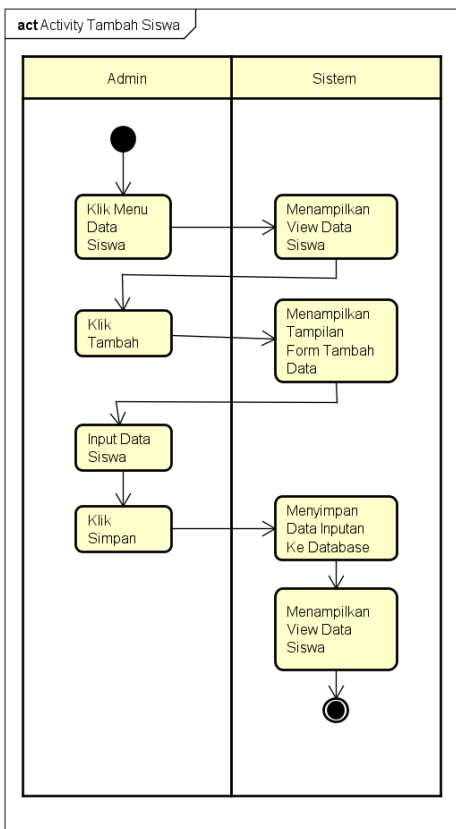 act Activity Tambah Siswa
Admin
Sistem
Klik Menu
Data
Siswa
Menampilkan
View Data
Siswa
Klik
Tambah
Menampilkan
Tampilan
Form Tambah
Data
Input Data
Siswa
Klik
Simpan
Menyimpan
Data Inputan
Ke Database
Menampilkan
View Data
Siswa